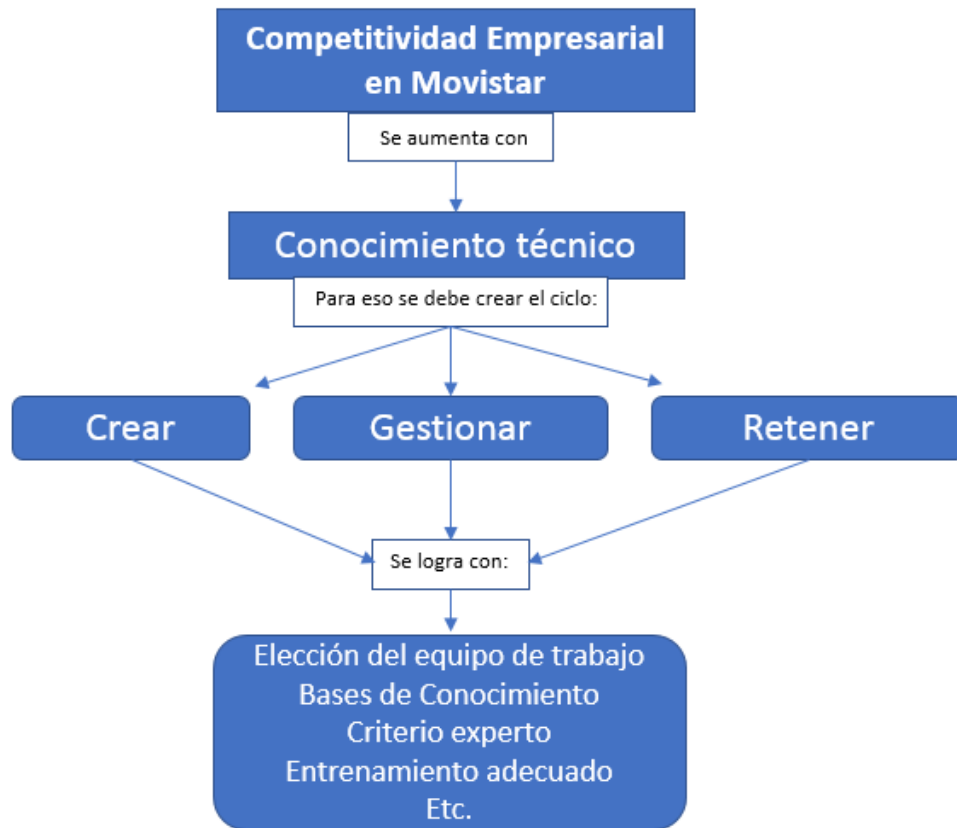 Competitividad Empresarial
en Movistar
Se aumenta con
Conocimiento técnico
Para eso se debe crear el ciclo:
Crear
Gestionar
Retener
Se logra con:
Elección del equipo de trabajo
Bases de Conocimiento
Criterio experto
Entrenamiento adecuado
Etc.